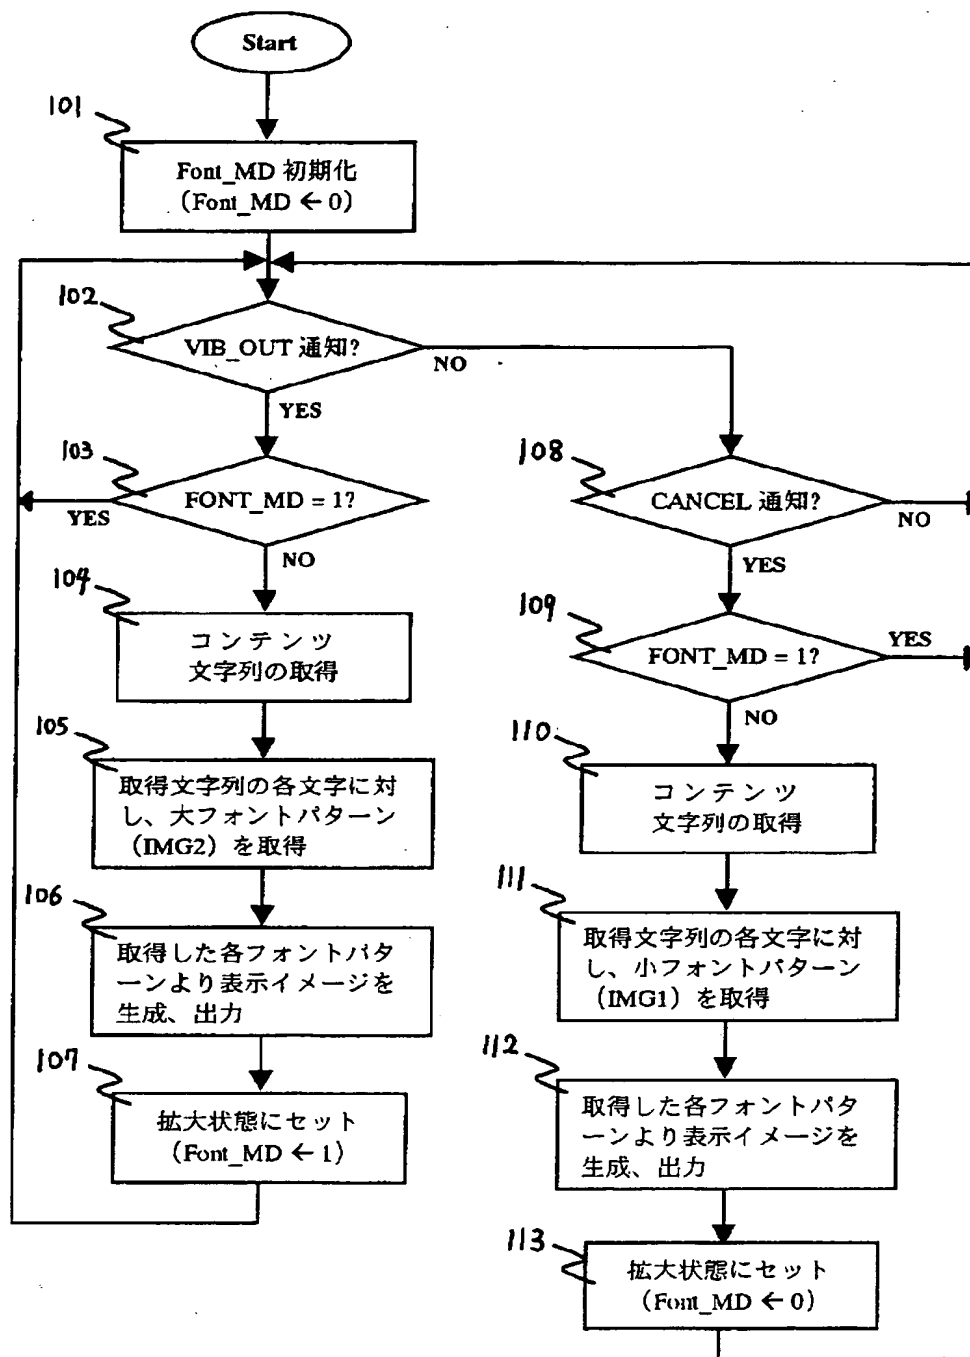 Start
101
Font_MD 初期化
(Font_MD ← 0)
102
VIB_OUT 通知?
NO
YES
103
FONT_MD = 1?
YES
NO
104
コンテンツ
文字列の取得
105
取得文字列の各文字に対
し、大フォントパターン
(IMG2) を取得
106
取得した各フォントパタ
ーンより表示イメージを
生成、出力
107
拡大状態にセット
(Font_MD ← 1)
108
CANCEL 通知?
NO
YES
109
FONT_MD = 1?
YES
NO
110
コンテンツ
文字列の取得
111
取得文字列の各文字に対
し、小フォントパターン
(IMG1) を取得
112
取得した各フォントパタ
ーンより表示イメージを
生成、出力
113
拡大状態にセット
(Font_MD ← 0)